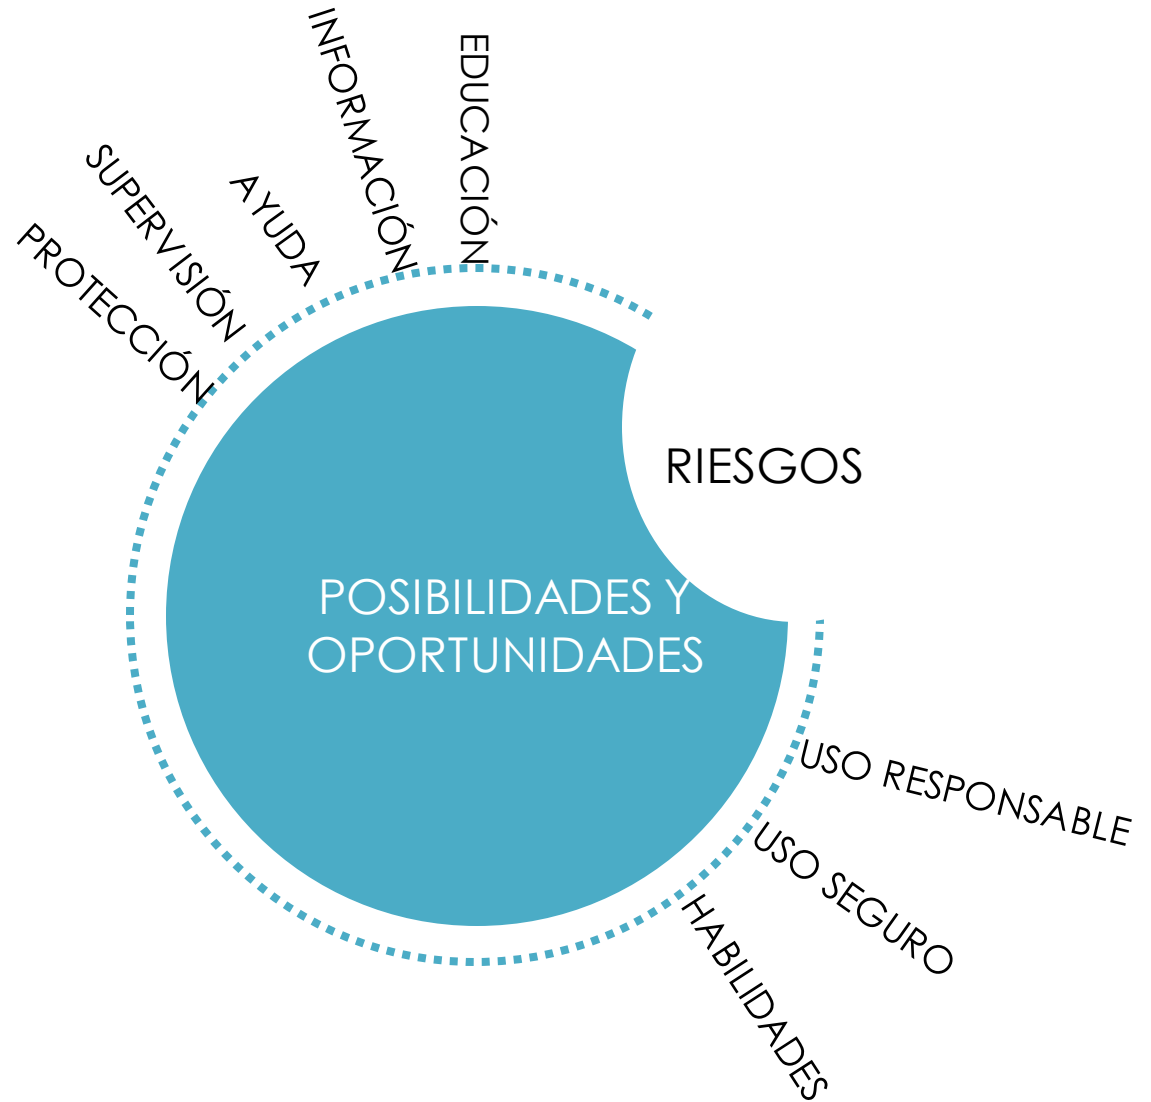 EDUCACIÓN
INFORMACIÓN
AYUDA
SUPERVISIÓN
PROTECCIÓN
RIESGOS
POSIBILIDADES Y
OPORTUNIDADES
USO RESPONSABLE
USO SEGURO
HABILIDADES